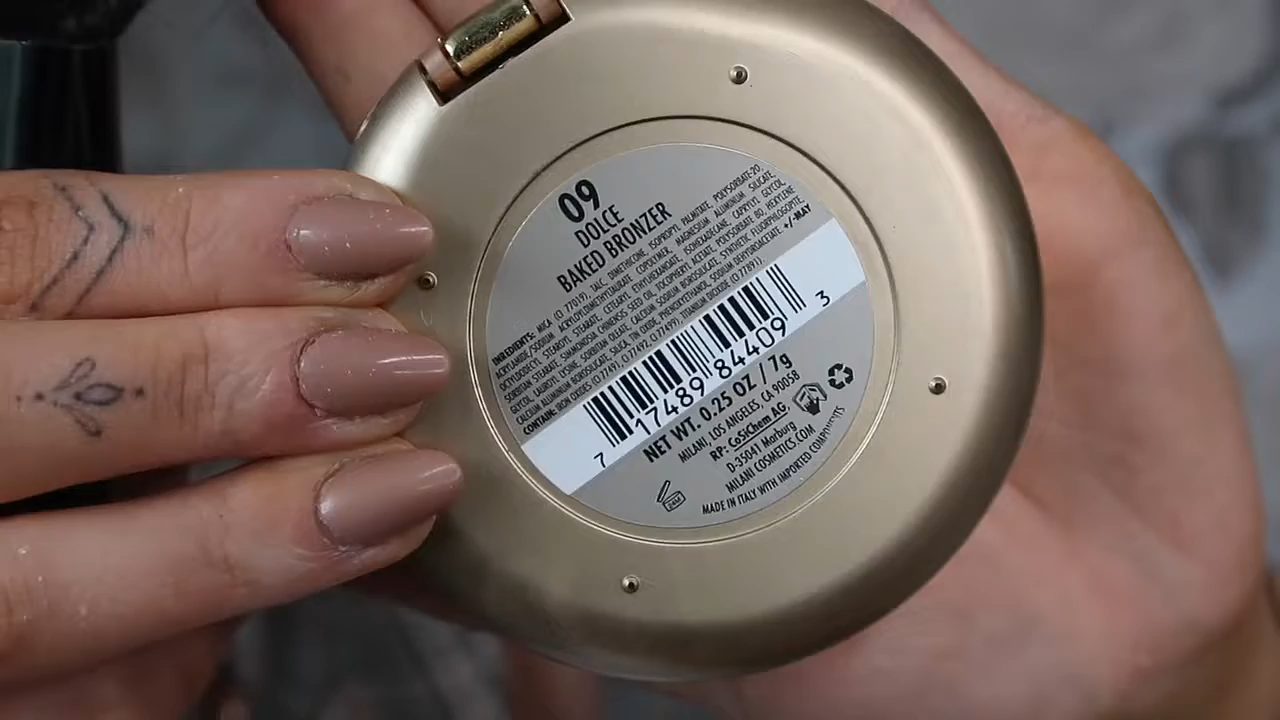 09
DOLCE
BAKED BRONZER
INGREDIENTS: MICA (CI 77019), TALC, DIMETHICONE, ISOPROPYL PALMITATE, POLYSORBATE-20,
ACRYLAMIDE/SODIUM ACRYLOYLDIMETHYLTAURATE COPOLYMER, MAGNESIUM ALUMINUM SILICATE,
OCTYLDODECYL STEAROYL STEARATE, CETEARYL ETHYLHEXANOATE, ISOHEXADECANE, CAPRYLYL GLYCOL,
SORBITAN STEARATE, SIMMONDSIA CHINENSIS SEED OIL, TOCOPHERYL ACETATE, POLYSORBATE 80, HEXYLENE
GLYCOL, LAUROYL LYSINE, SORBITAN OLEATE, CALCIUM SODIUM BOROSILICATE, SYNTHETIC FLUORPHLOGOPITE,
CALCIUM ALUMINUM BOROSILICATE, SILICA, TIN OXIDE, PHENOXYETHANOL, SODIUM DEHYDROACETATE. +/-MAY
CONTAIN: IRON OXIDES (CI 77491, CI 77492, CI 77499), TITANIUM DIOXIDE (CI 77891).
7 17489 84409 3
NET WT. 0.25 OZ / 7g
MILANI, LOS ANGELES, CA 90058
RP: CoSiChem AG,
D-35041 Marburg
MILANI COSMETICS.COM
MADE IN ITALY WITH IMPORTED COMPONENTS
24M